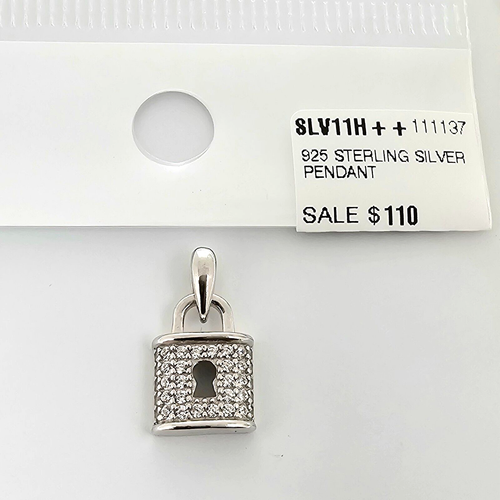 SLV11H++111137
925 STERLING SILVER
PENDANT
SALE $110